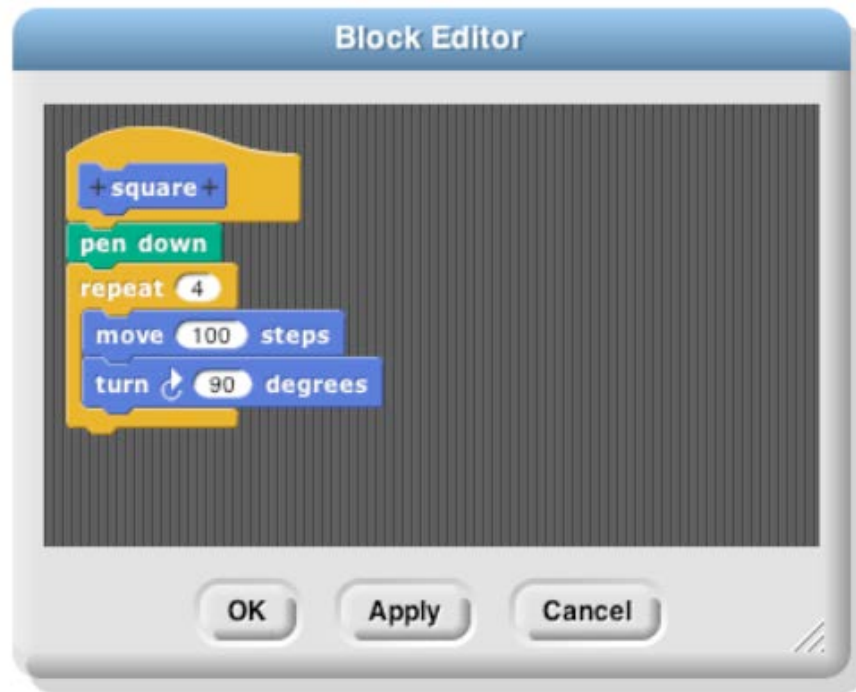 Block Editor
+square+
pen down
repeat 4
move 100 steps
turn 90 degrees
OK Apply Cancel